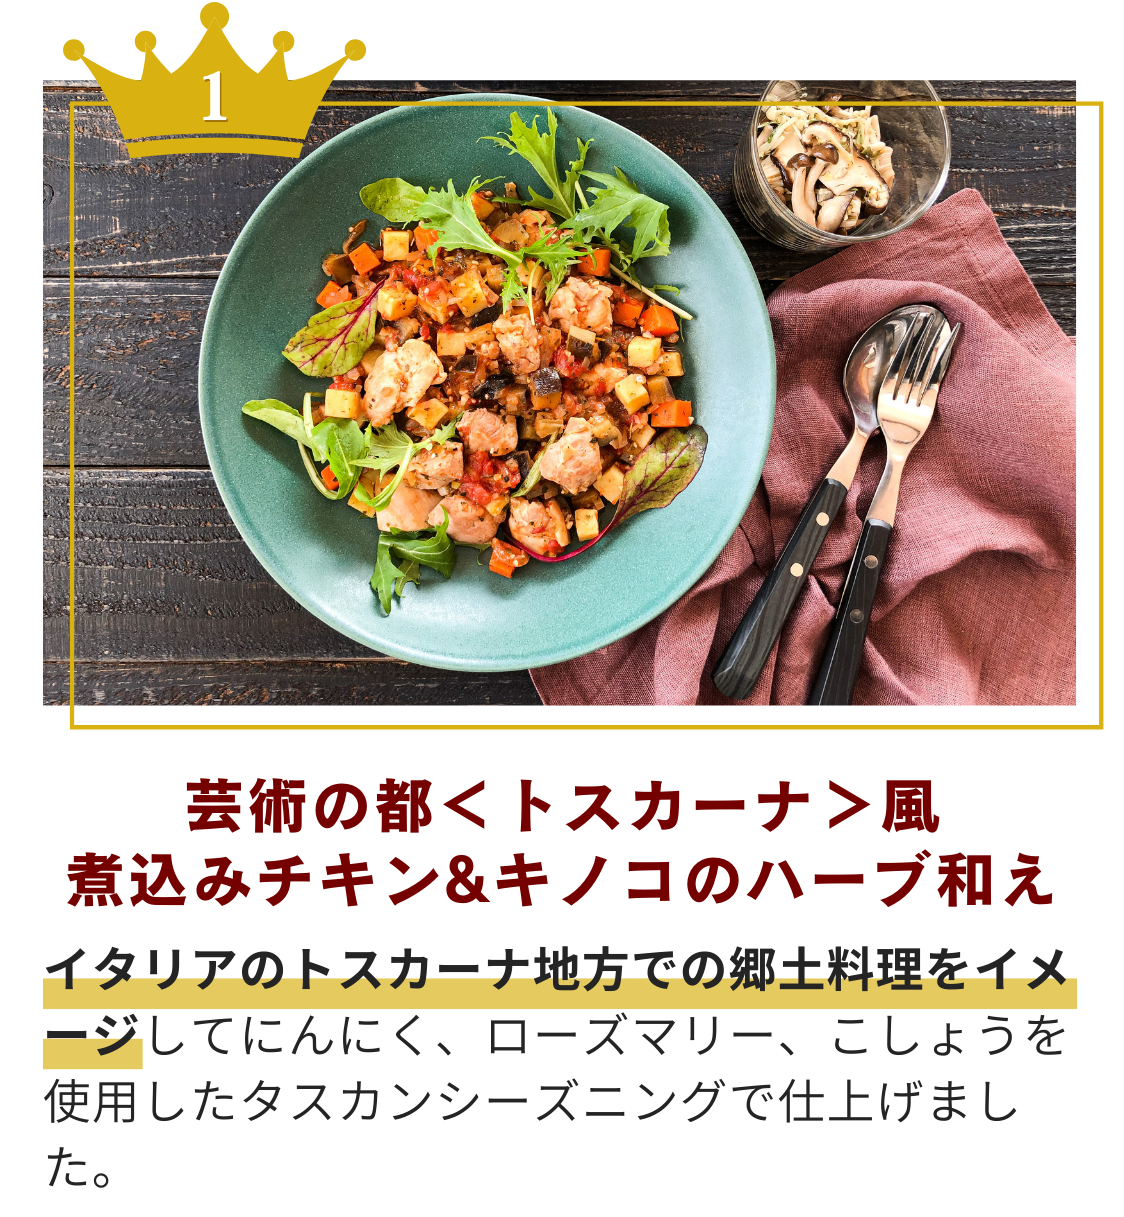 1
芸術の都＜トスカーナ＞風
煮込みチキン&キノコのハーブ和え
イタリアのトスカーナ地方での郷土料理をイメ
ージしてにんにく、ローズマリー、こしょうを
使用したタスカンシーズニングで仕上げまし
た。